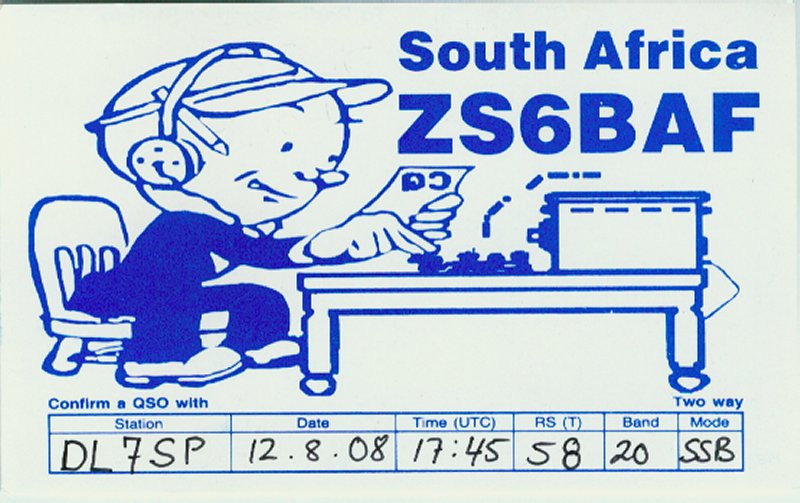 South Africa
ZS6BAF
CQ
Confirm a QSO with Two way
Station Date Time (UTC) RS (T) Band Mode
DL7SP 12.8.08 17:45 58 20 SSB